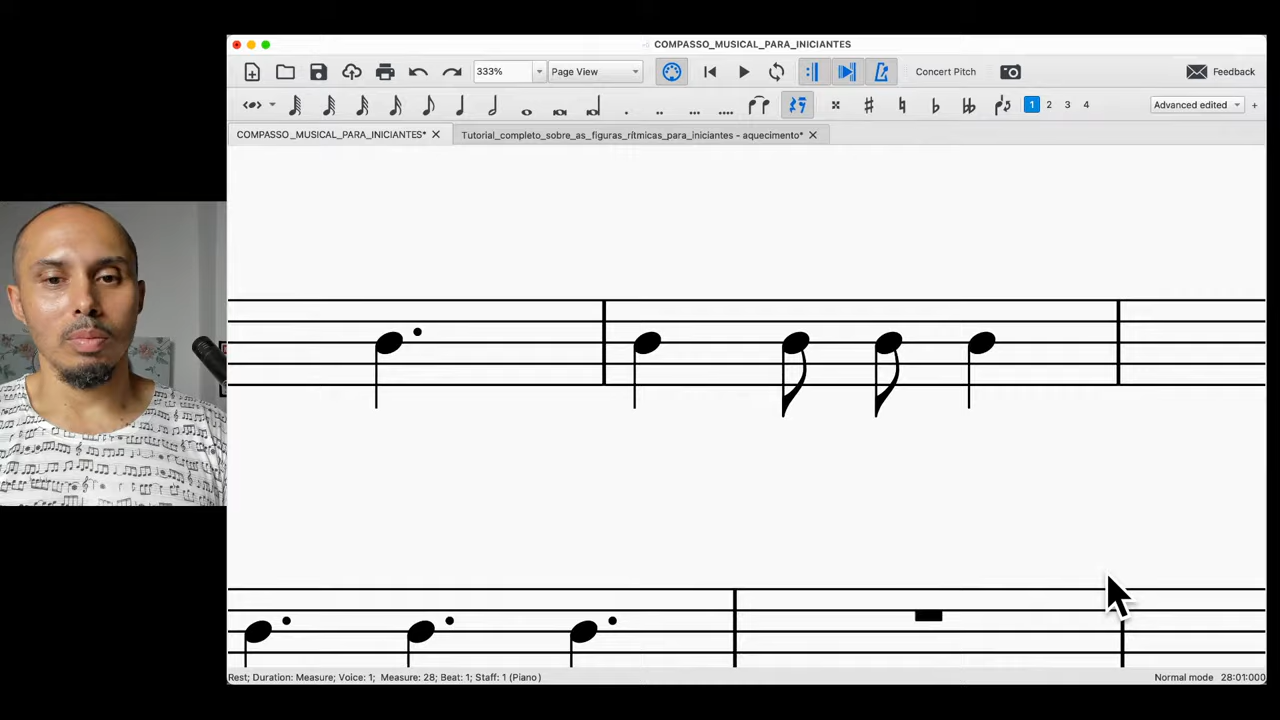 COMPASSO_MUSICAL_PARA_INICIANTES
333% Page View Concert Pitch Feedback
1 2 3 4 Advanced edited +
COMPASSO_MUSICAL_PARA_INICIANTES* Tutorial_completo_sobre_as_figuras_rítmicas_para_iniciantes - aquecimento*
Rest; Duration: Measure; Voice: 1; Measure: 28; Beat: 1; Staff: 1 (Piano) Normal mode 28:01:000